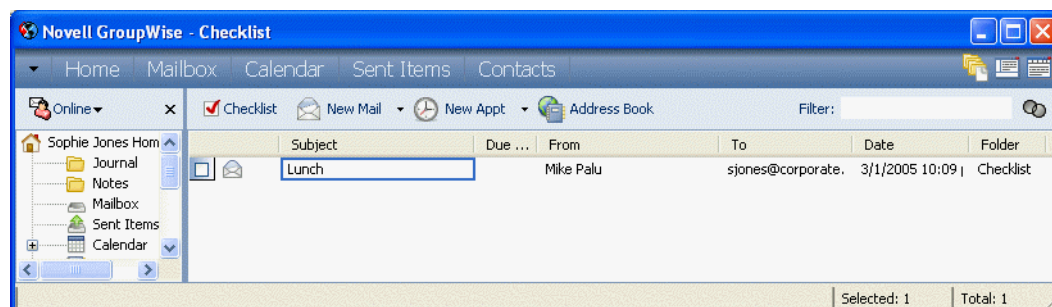 Novell GroupWise - Checklist
Home Mailbox Calendar Sent Items Contacts
Online Checklist New Mail New Appt Address Book Filter:
Sophie Jones Hom
Journal
Notes
Mailbox
Sent Items
Calendar
Subject Due ... From To Date Folder
Lunch Mike Palu sjones@corporate. 3/1/2005 10:09 Checklist
Selected: 1 Total: 1